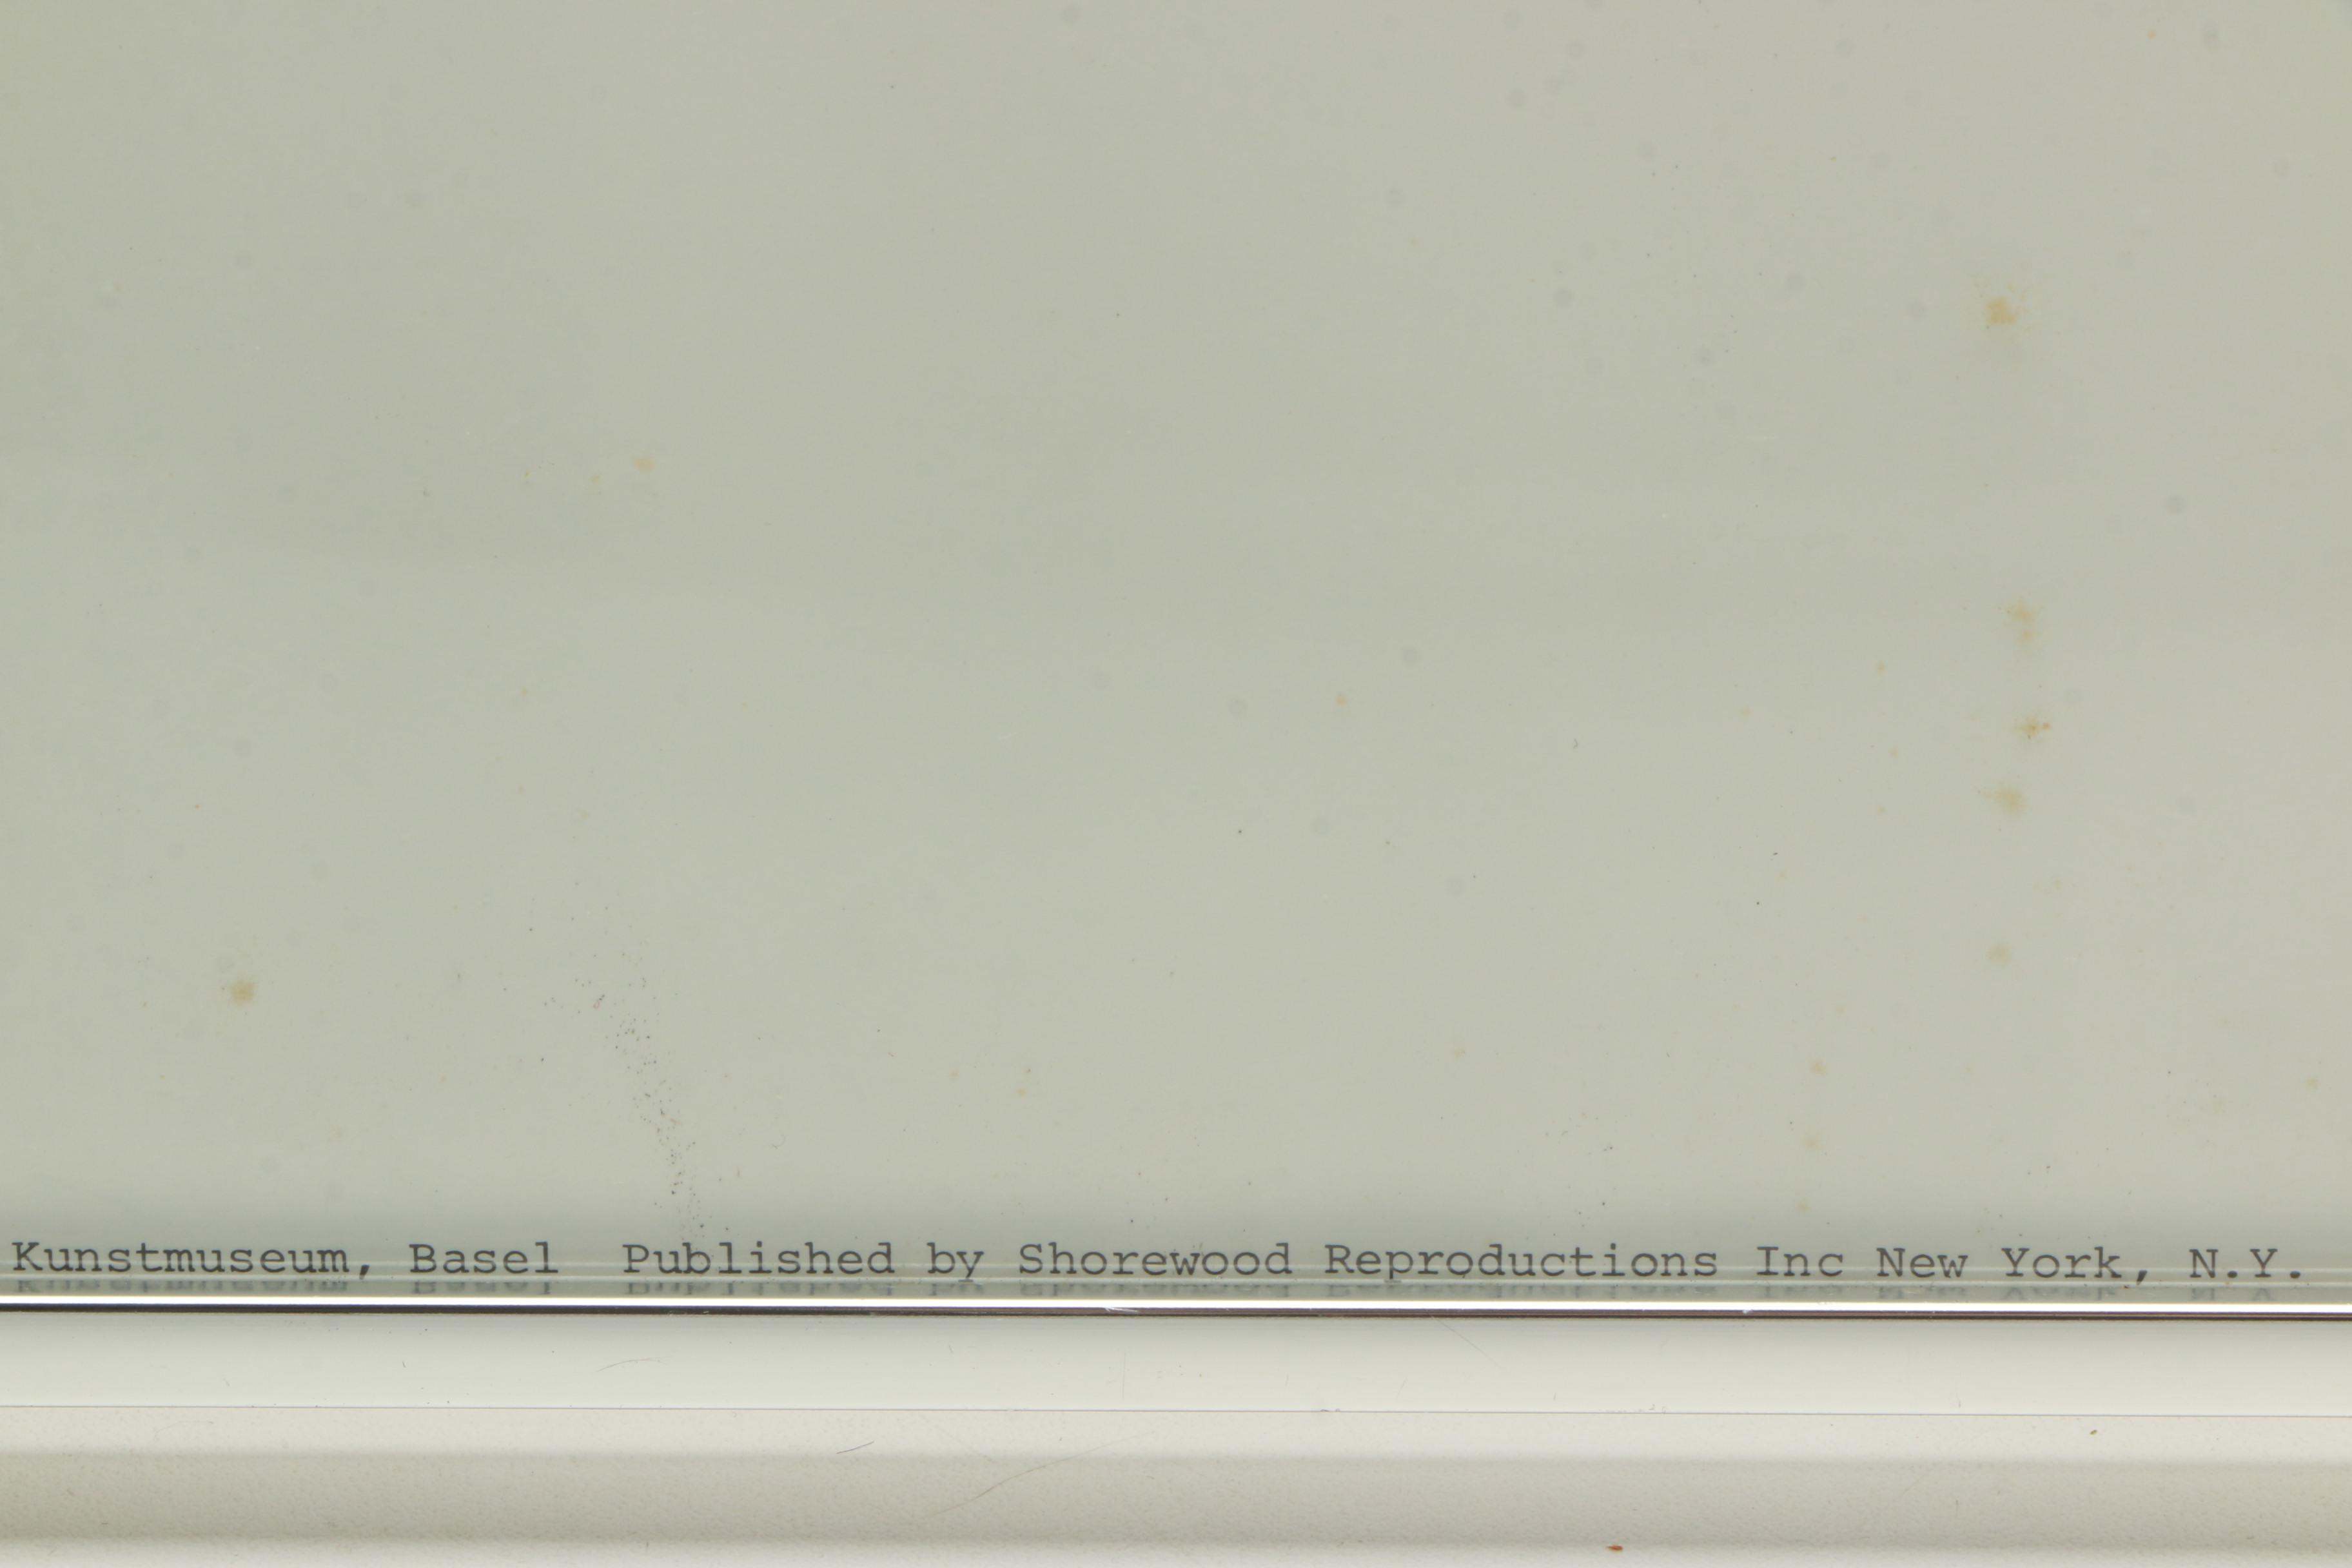 Kunstmuseum, Basel  Published by Shorewood Reproductions Inc New York, N.Y.